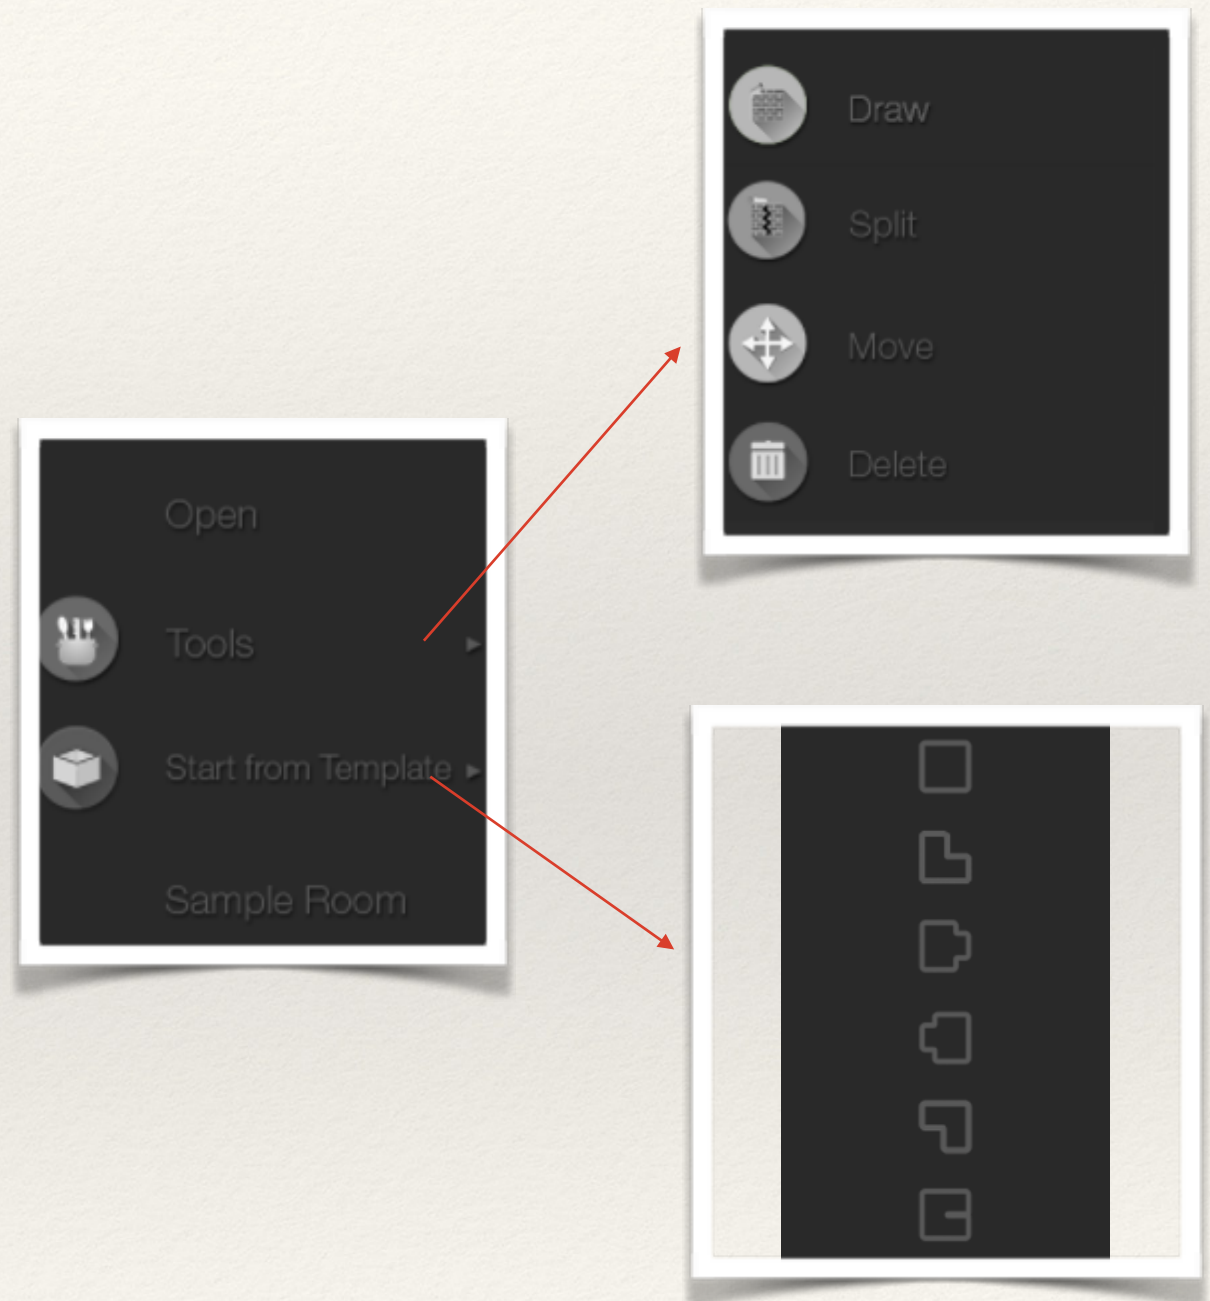 Open
Tools
Start from Template
Sample Room
Draw
Split
Move
Delete